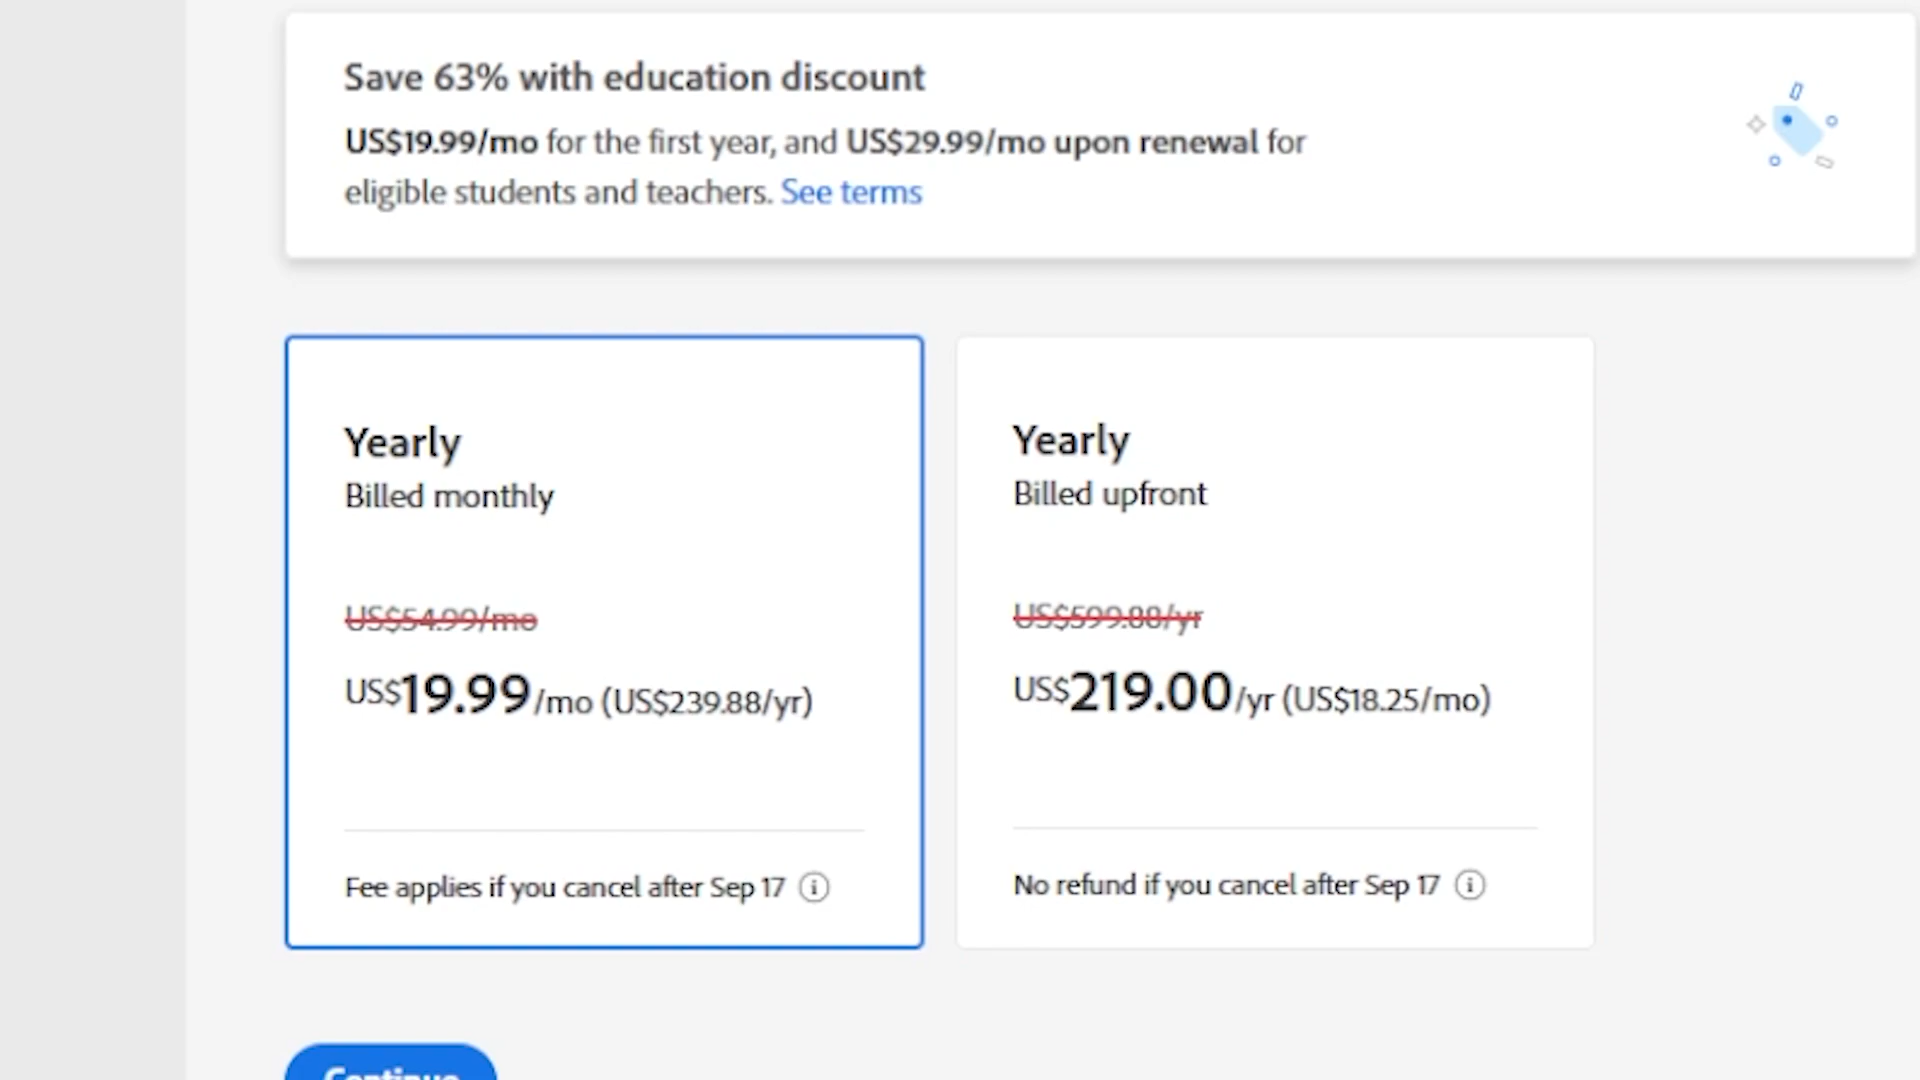 Save 63% with education discount
US$19.99/mo for the first year, and US$29.99/mo upon renewal for
eligible students and teachers. See terms
Yearly
Billed monthly
US$54.99/mo
US$19.99/mo (US$239.88/yr)
Fee applies if you cancel after Sep 17
Yearly
Billed upfront
US$599.88/yr
US$219.00/yr (US$18.25/mo)
No refund if you cancel after Sep 17
Continue